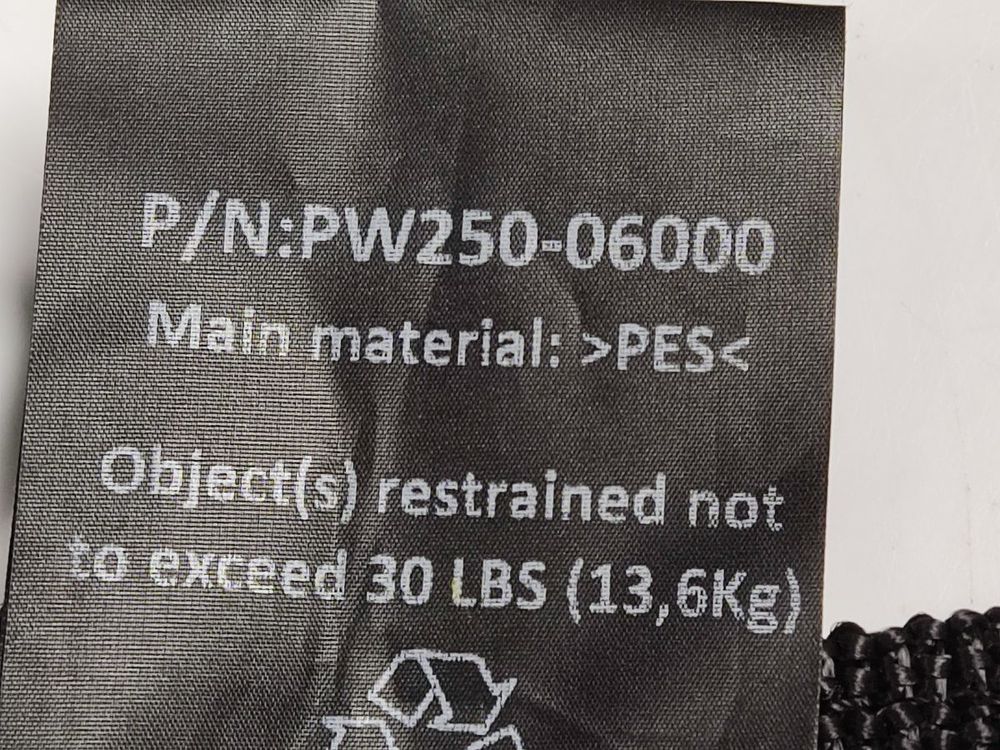 P/N:PW250-06000
Main material: >PES<
Object(s) restrained not
to exceed 30 LBS (13,6Kg)